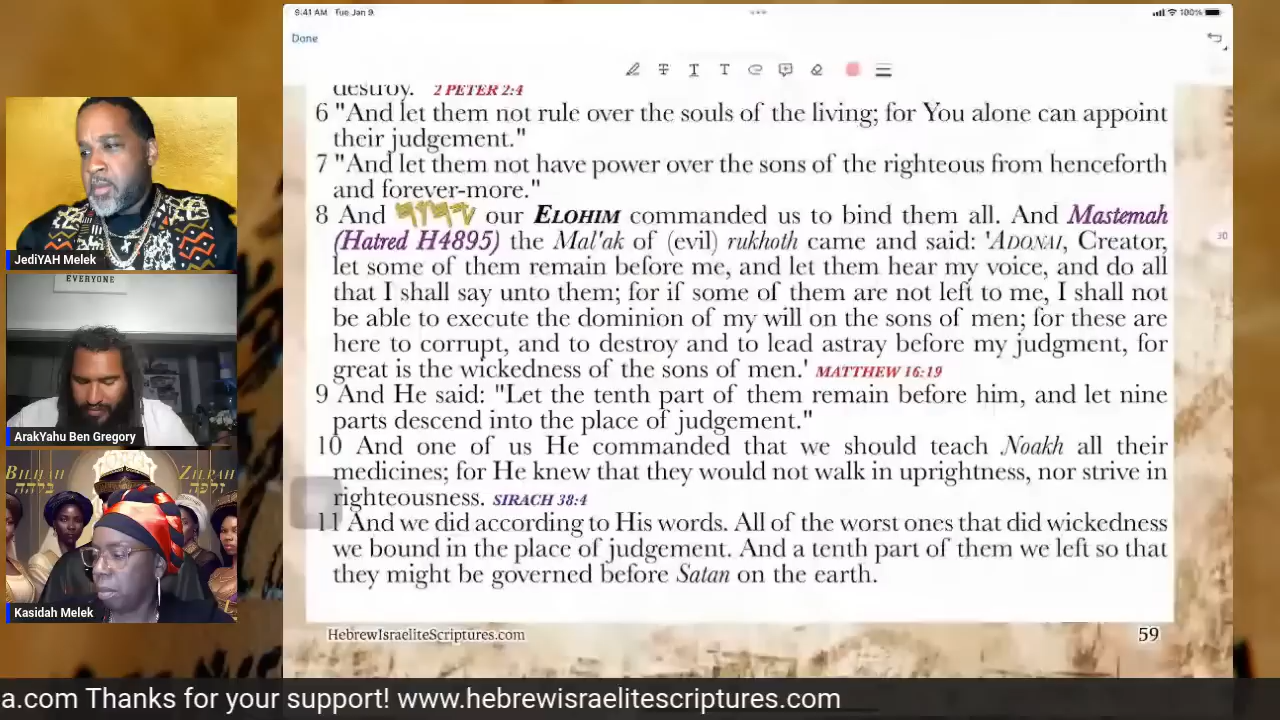 9:41 AM Tue Jan 9
100%
Done
destroy. 2 PETER 2:4
6 "And let them not rule over the souls of the living; for You alone can appoint
their judgement."
7 "And let them not have power over the sons of the righteous from henceforth
and forever-more."
8 And 𐤉𐤄𐤅𐤄 our ELOHIM commanded us to bind them all. And Mastemah
(Hatred H4895) the Mal'ak of (evil) rukhoth came and said: 'ADONAI, Creator,
let some of them remain before me, and let them hear my voice, and do all
that I shall say unto them; for if some of them are not left to me, I shall not
be able to execute the dominion of my will on the sons of men; for these are
here to corrupt, and to destroy and to lead astray before my judgment, for
great is the wickedness of the sons of men.' MATTHEW 16:19
9 And He said: "Let the tenth part of them remain before him, and let nine
parts descend into the place of judgement."
10 And one of us He commanded that we should teach Noakh all their
medicines; for He knew that they would not walk in uprightness, nor strive in
righteousness. SIRACH 38:4
11 And we did according to His words. All of the worst ones that did wickedness
we bound in the place of judgement. And a tenth part of them we left so that
they might be governed before Satan on the earth.
HebrewIsraeliteScriptures.com
59
30
JediYAH Melek
EVERYONE
ArakYahu Ben Gregory
BILHAH
בלהה
ZILPAH
זלפה
Kasidah Melek
a.com Thanks for your support! www.hebrewisraelitescriptures.com